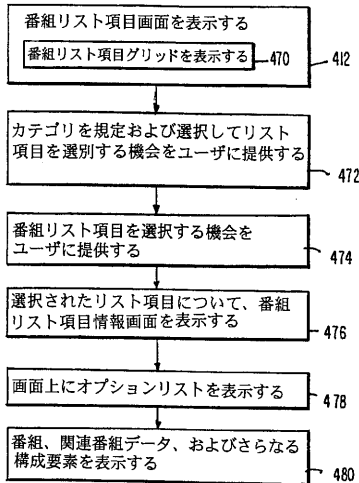 番組リスト項目画面を表示する
番組リスト項目グリッドを表示する
470
412
カテゴリを規定および選択してリスト
項目を選別する機会をユーザに提供する
472
番組リスト項目を選択する機会を
ユーザに提供する
474
選択されたリスト項目について、番組
リスト項目情報画面を表示する
476
画面上にオプションリストを表示する
478
番組、関連番組データ、およびさらなる
構成要素を表示する
480